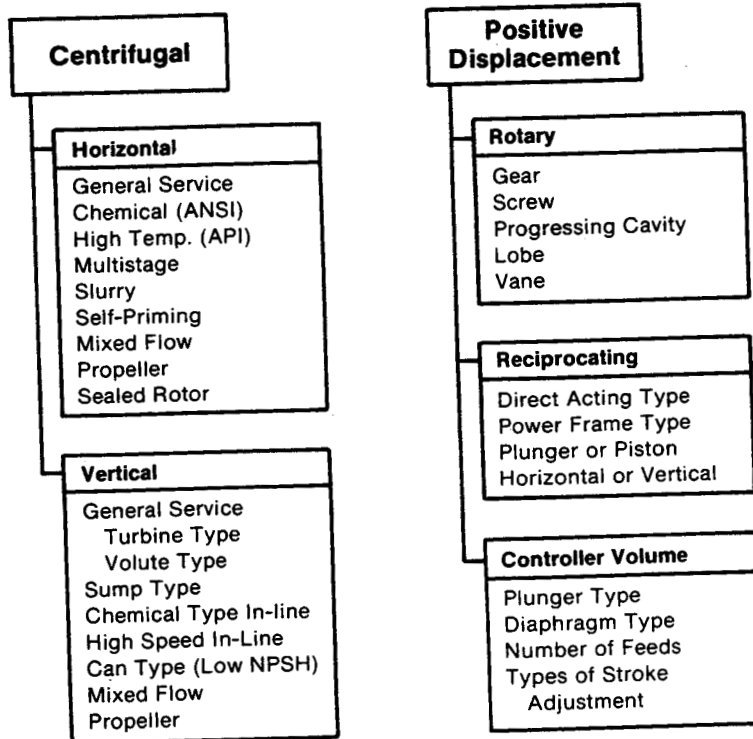 Centrifugal
Horizontal
General Service
Chemical (ANSI)
High Temp. (API)
Multistage
Slurry
Self-Priming
Mixed Flow
Propeller
Sealed Rotor
Vertical
General Service
Turbine Type
Volute Type
Sump Type
Chemical Type In-line
High Speed In-Line
Can Type (Low NPSH)
Mixed Flow
Propeller
Positive
Displacement
Rotary
Gear
Screw
Progressing Cavity
Lobe
Vane
Reciprocating
Direct Acting Type
Power Frame Type
Plunger or Piston
Horizontal or Vertical
Controller Volume
Plunger Type
Diaphragm Type
Number of Feeds
Types of Stroke
Adjustment